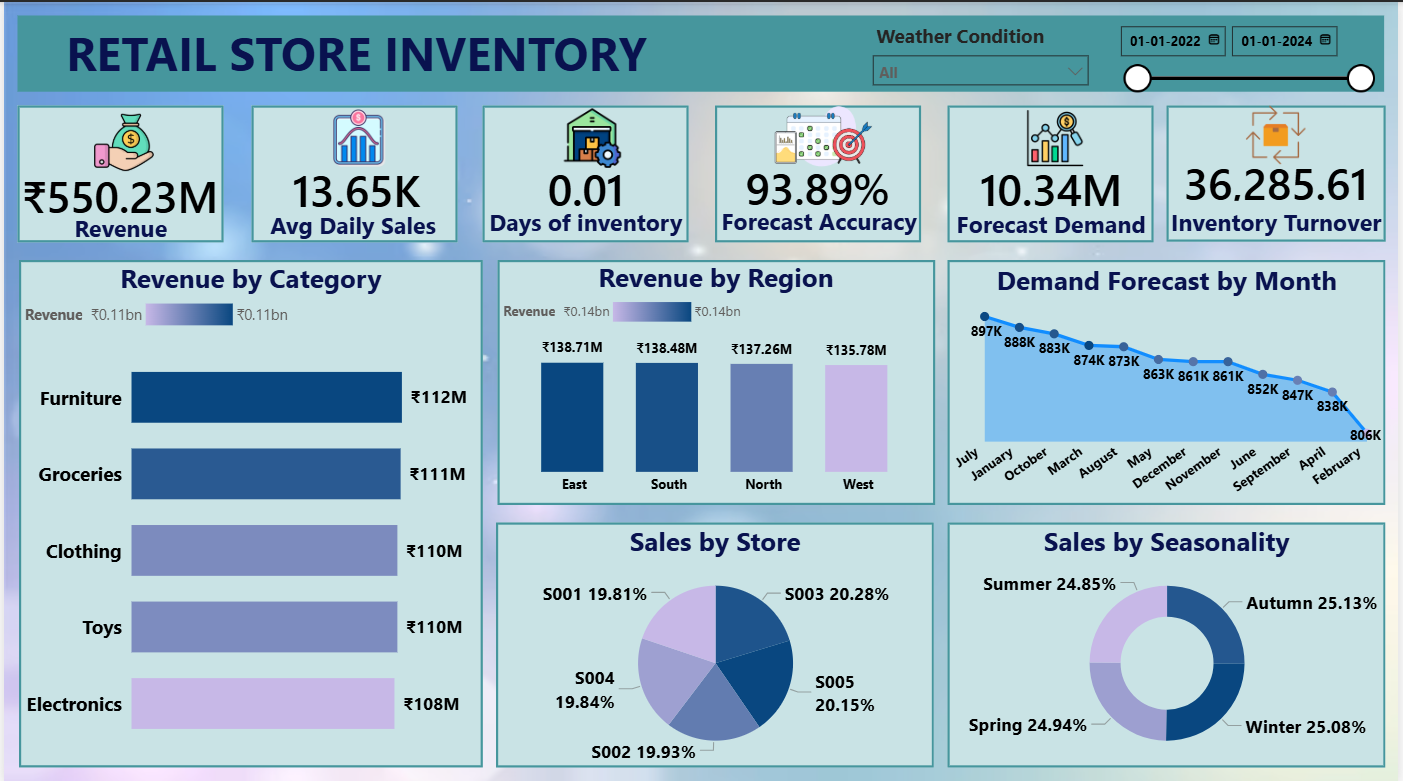 RETAIL STORE INVENTORY
Weather Condition
All
01-01-2022
01-01-2024
₹550.23M
Revenue
13.65K
Avg Daily Sales
0.01
Days of inventory
93.89%
Forecast Accuracy
10.34M
Forecast Demand
36,285.61
Inventory Turnover
Revenue by Category
Revenue ₹0.11bn ₹0.11bn
Furniture ₹112M
Groceries ₹111M
Clothing ₹110M
Toys ₹110M
Electronics ₹108M
Revenue by Region
Revenue ₹0.14bn ₹0.14bn
₹138.71M ₹138.48M ₹137.26M ₹135.78M
East South North West
Demand Forecast by Month
897K 888K 883K 874K 873K 863K 861K 861K 852K 847K 838K 806K
July January October March August May December November June September April February
Sales by Store
S001 19.81%
S003 20.28%
S004
19.84%
S005
20.15%
S002 19.93%
Sales by Seasonality
Summer 24.85%
Autumn 25.13%
Spring 24.94%
Winter 25.08%